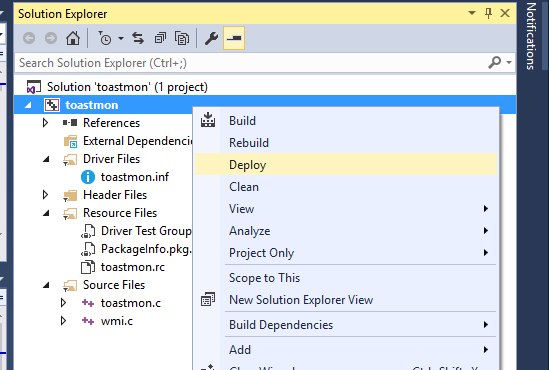 Solution Explorer
Search Solution Explorer (Ctrl+;)
Solution 'toastmon' (1 project)
toastmon
References
External Dependencie
Driver Files
toastmon.inf
Header Files
Resource Files
Driver Test Group
PackageInfo.pkg.
toastmon.rc
Source Files
toastmon.c
wmi.c
Build
Rebuild
Deploy
Clean
View
Analyze
Project Only
Scope to This
New Solution Explorer View
Build Dependencies
Add
Notifications